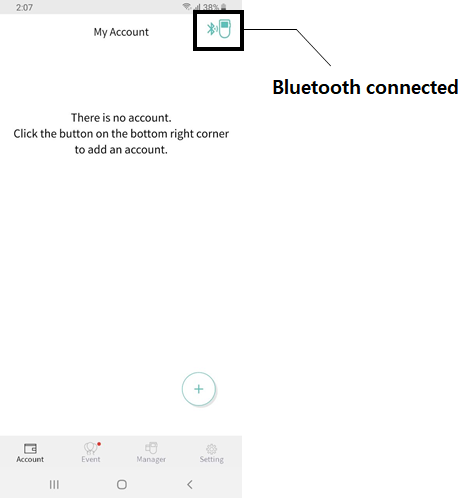 2:07
38%
My Account
Bluetooth connected
There is no account.
Click the button on the bottom right corner
to add an account.
Account
Event
Manager
Setting